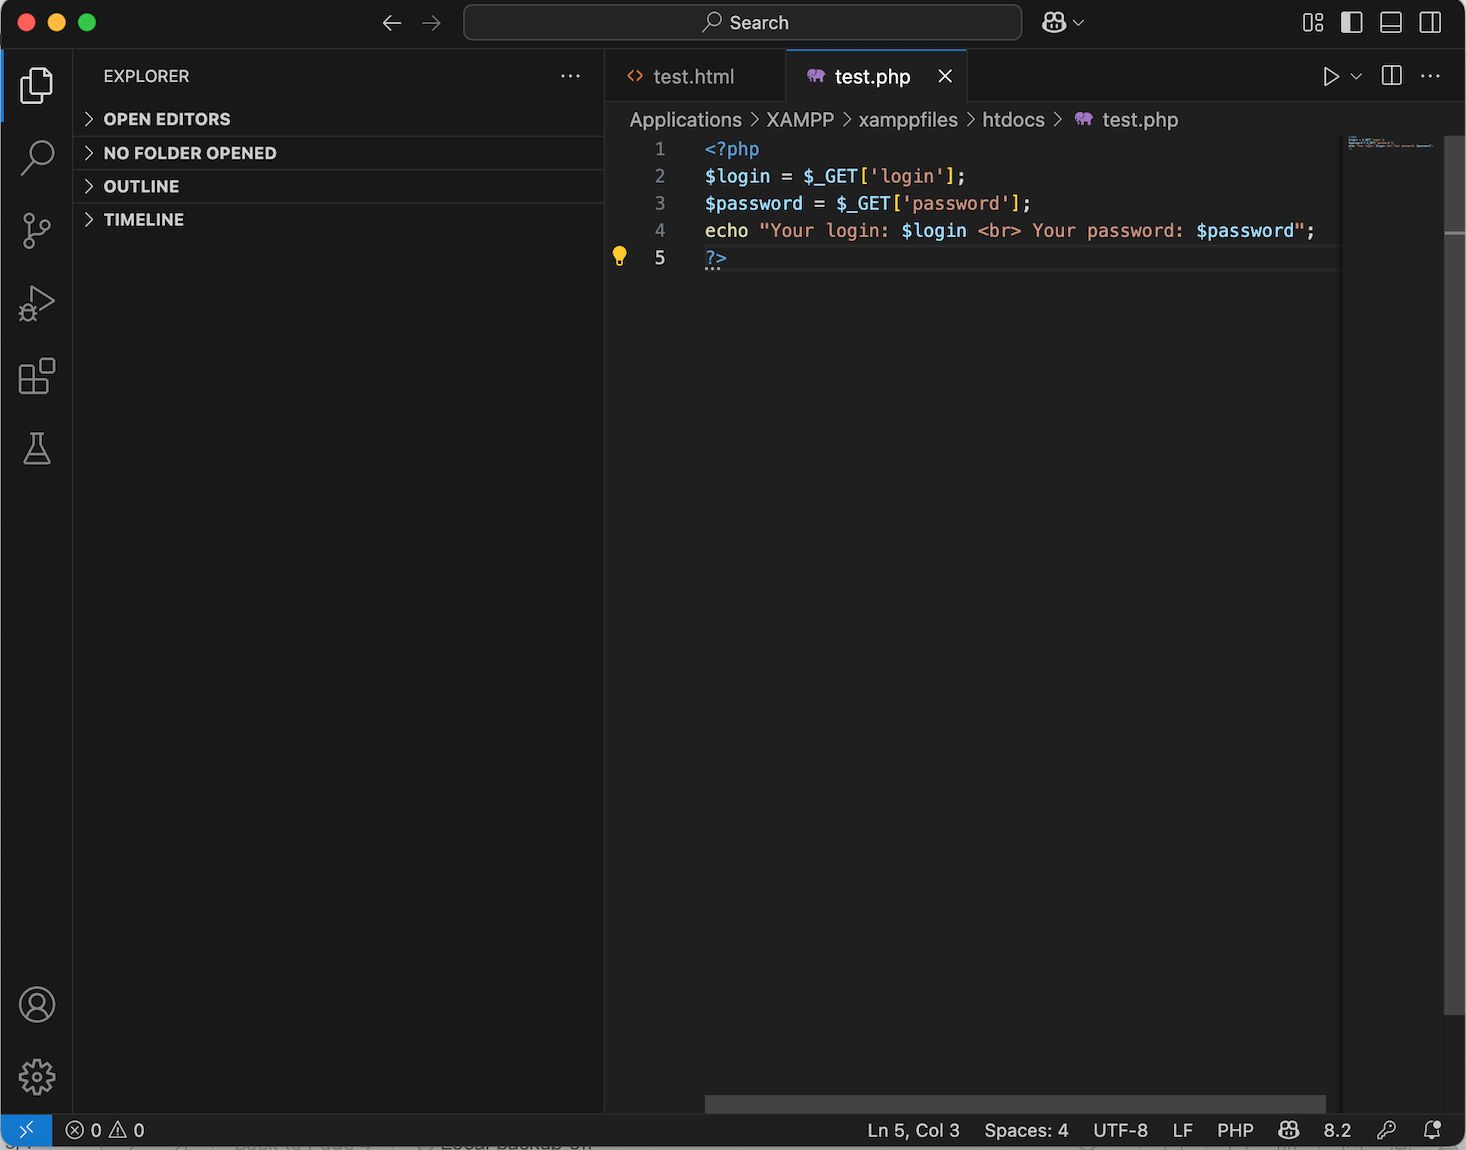 Search
EXPLORER
OPEN EDITORS
NO FOLDER OPENED
OUTLINE
TIMELINE
test.html
test.php
Applications > XAMPP > xamppfiles > htdocs > test.php
1 <?php
2 $login = $_GET['login'];
3 $password = $_GET['password'];
4 echo "Your login: $login <br> Your password: $password";
5 ?>
0 0
Ln 5, Col 3 Spaces: 4 UTF-8 LF PHP 8.2